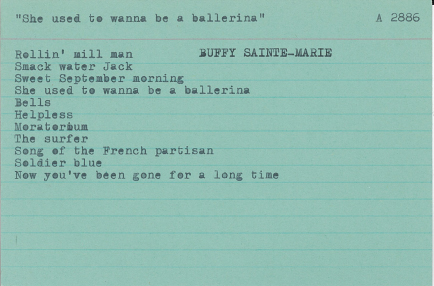 "She used to wanna be a ballerina" A 2886
Rollin' mill man BUFFY SAINTE-MARIE
Smack water Jack
Sweet September morning
She used to wanna be a ballerina
Bells
Helpless
Moratorium
The surfer
Song of the French partisan
Soldier blue
Now you've been gone for a long time